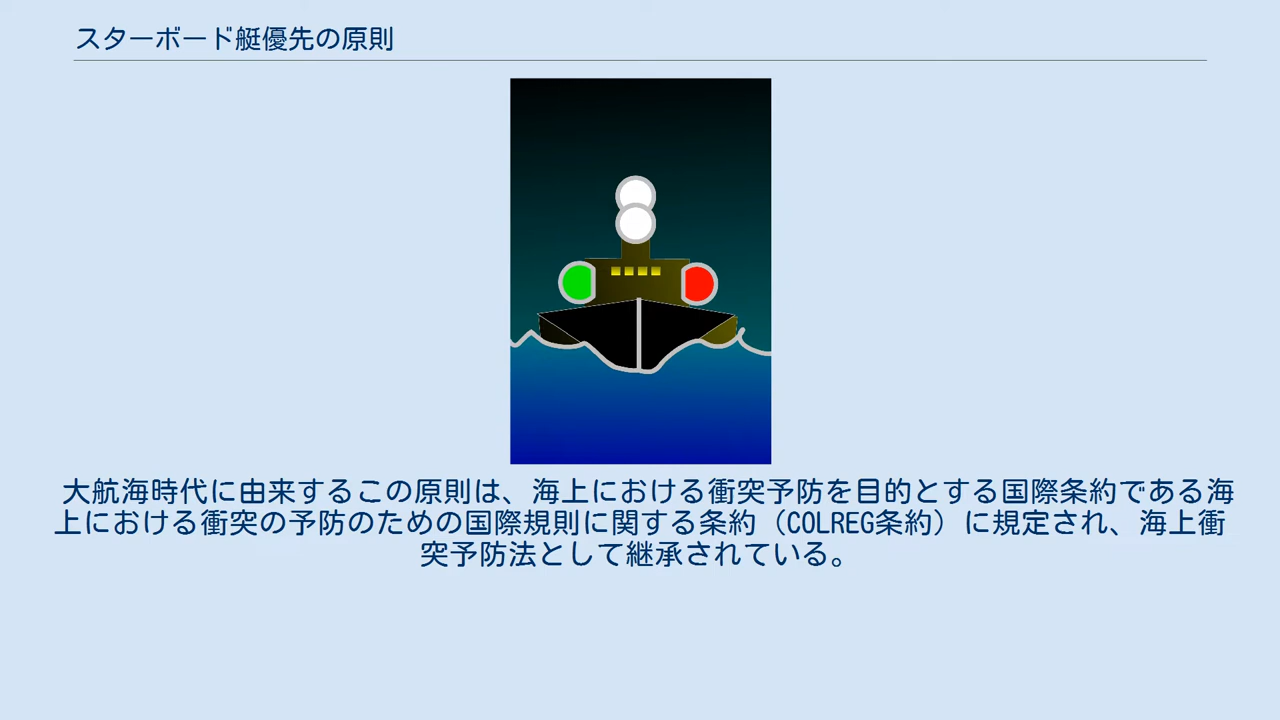 スターボード艇優先の原則
大航海時代に由来するこの原則は、海上における衝突予防を目的とする国際条約である海
上における衝突の予防のための国際規則に関する条約（COLREG条約）に規定され、海上衝
突予防法として継承されている。